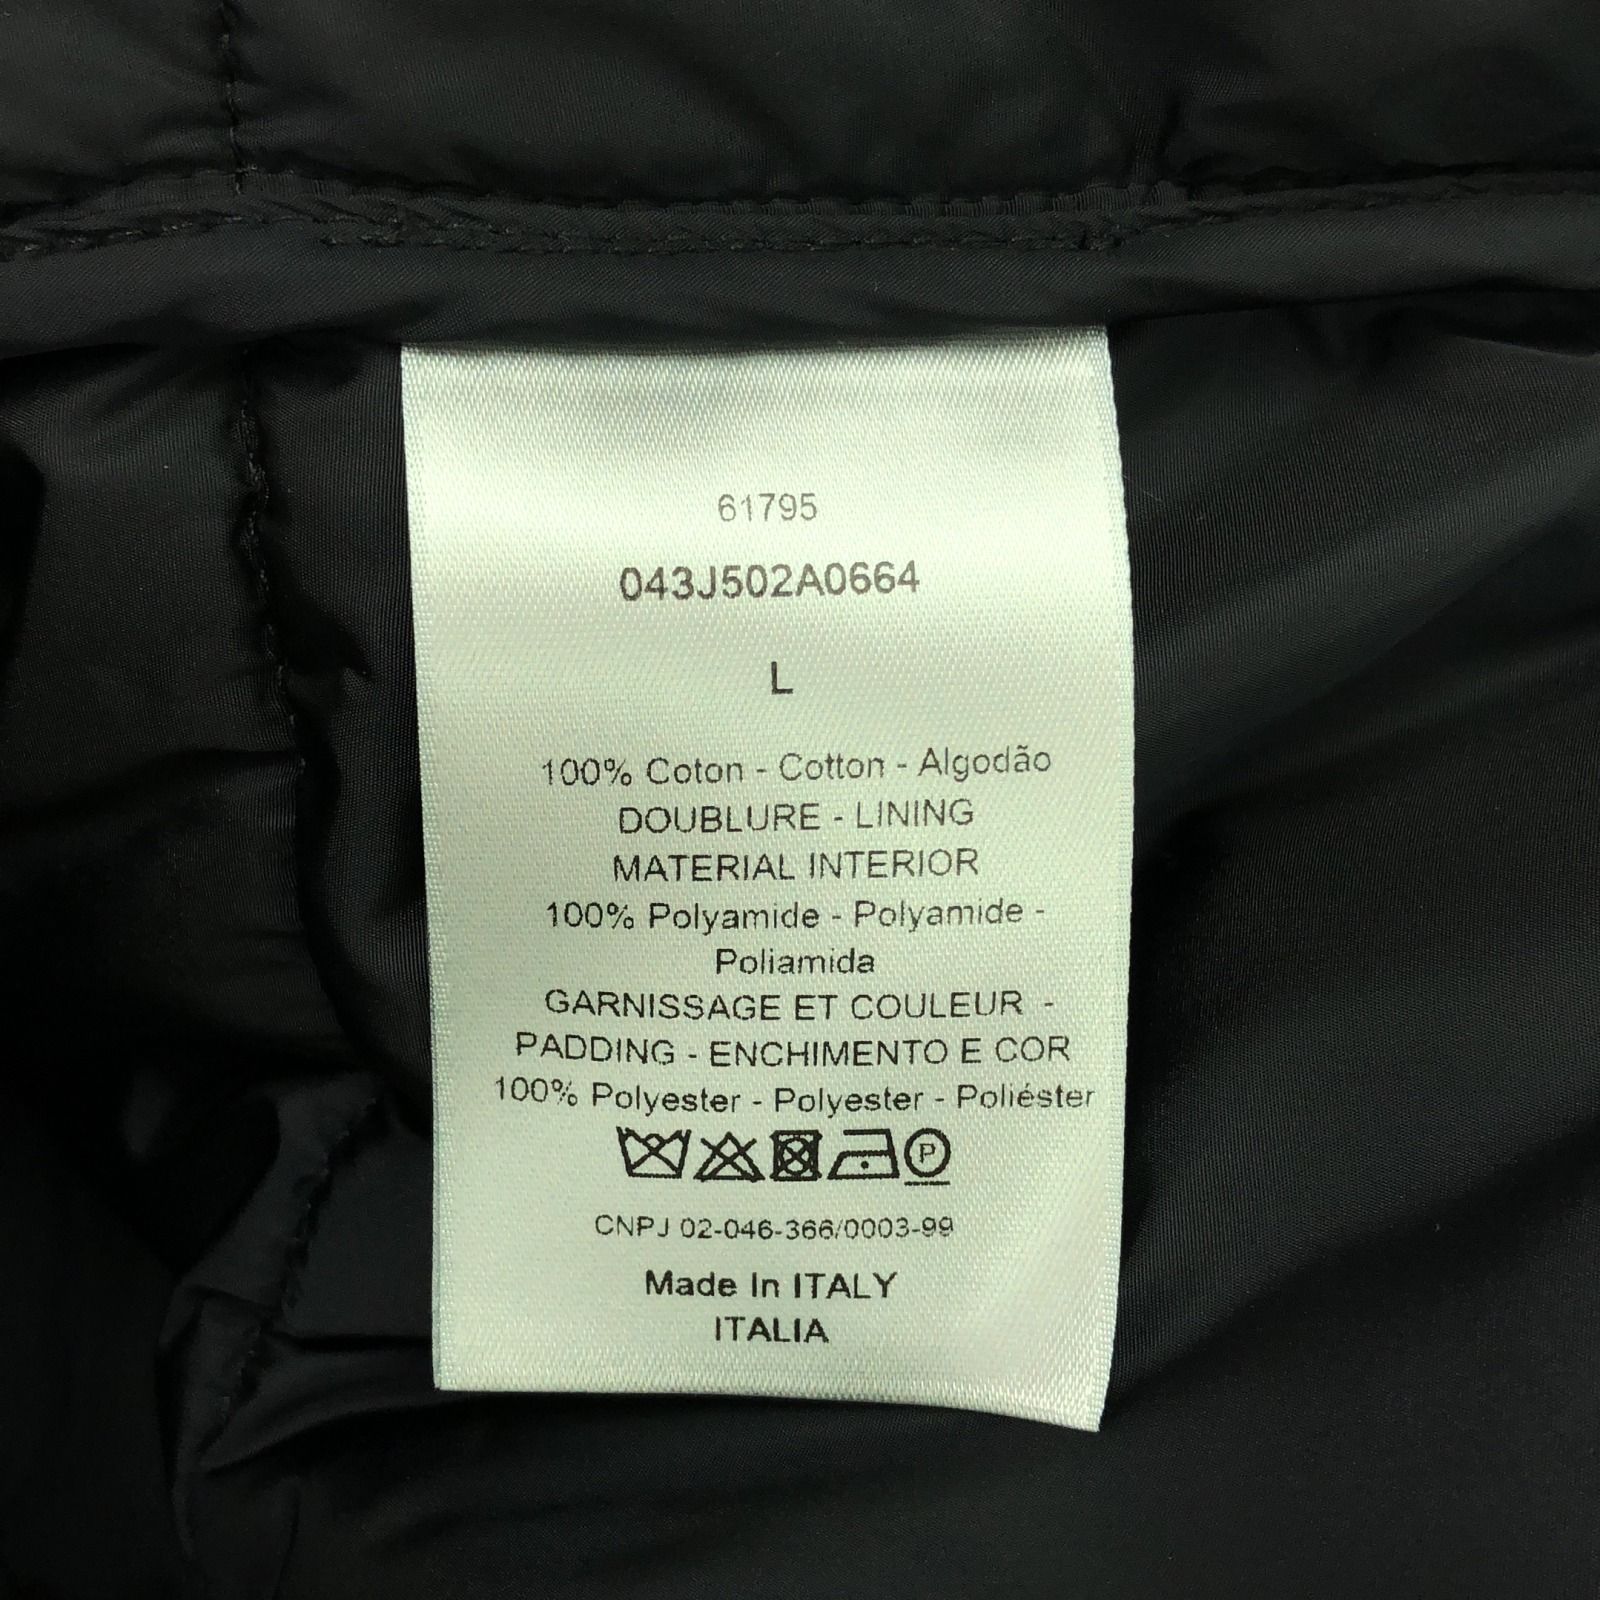 61795
043J502A0664
L
100% Coton - Cotton - Algodão
DOUBLURE - LINING
MATERIAL INTERIOR
100% Polyamide - Polyamide -
Poliamida
GARNISSAGE ET COULEUR -
PADDING - ENCHIMENTO E COR
100% Polyester - Polyester - Poliéster
P
CNPJ 02-046-366/0003-99
Made In ITALY
ITALIA